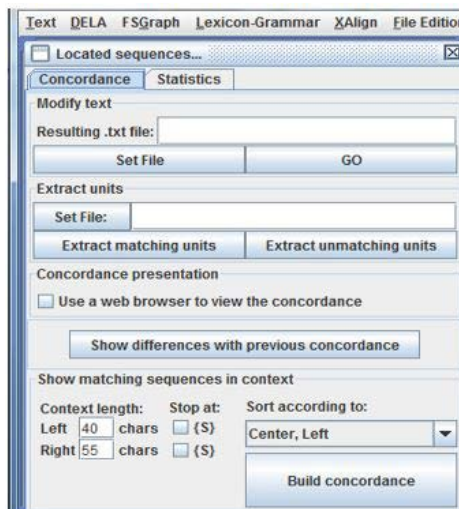 Text DELA FSGraph Lexicon-Grammar XAlign File Edition
Located sequences...
Concordance Statistics
Modify text
Resulting .txt file:
Set File GO
Extract units
Set File:
Extract matching units Extract unmatching units
Concordance presentation
Use a web browser to view the concordance
Show differences with previous concordance
Show matching sequences in context
Context length: Stop at: Sort according to:
Left 40 chars {S} Center, Left
Right 55 chars {S}
Build concordance